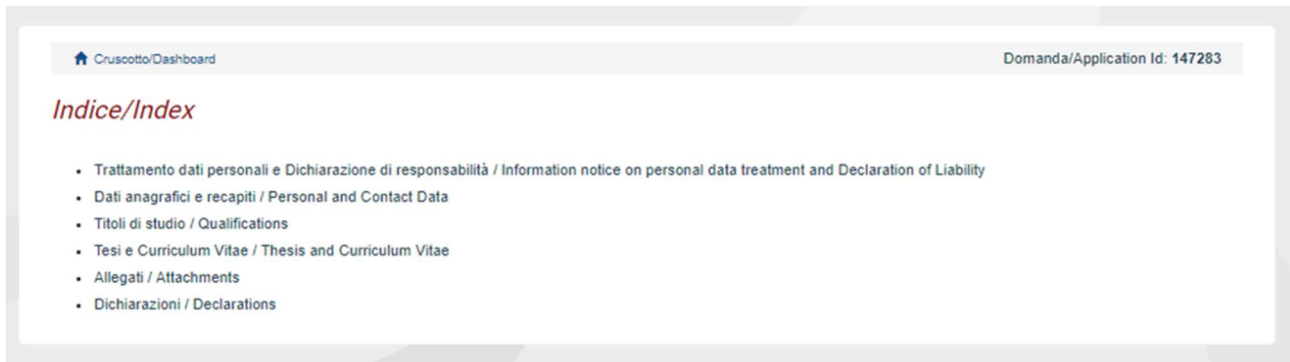 Cruscotto/Dashboard Domanda/Application Id: 147283
Indice/Index
• Trattamento dati personali e Dichiarazione di responsabilità / Information notice on personal data treatment and Declaration of Liability
• Dati anagrafici e recapiti / Personal and Contact Data
• Titoli di studio / Qualifications
• Tesi e Curriculum Vitae / Thesis and Curriculum Vitae
• Allegati / Attachments
• Dichiarazioni / Declarations